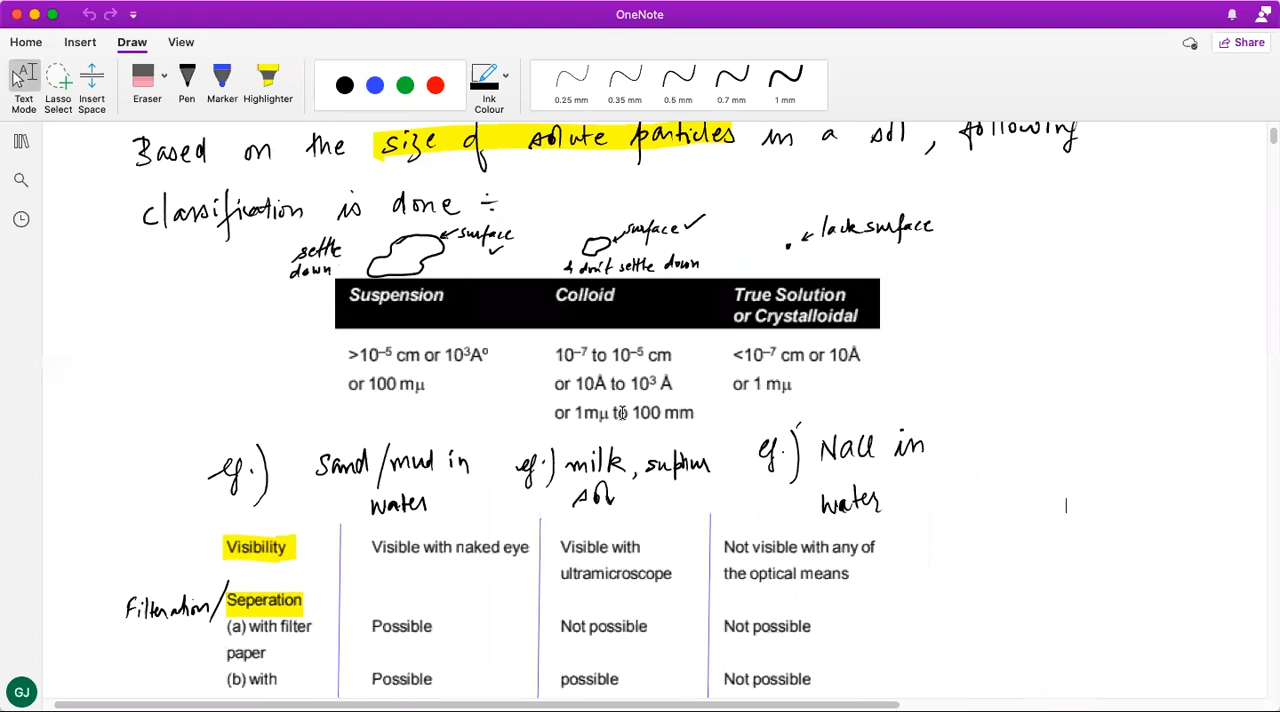 OneNote
Home Insert Draw View
Share
Text Mode
Lasso Select
Insert Space
Eraser
Pen
Marker
Highlighter
Ink Colour
0.25 mm 0.35 mm 0.5 mm 0.7 mm 1 mm
Based on the size of solute particles in a sol, following
classification is done ÷
settle down
surface ✓
surface ✓
& don't settle down
lack surface
Suspension Colloid True Solution
or Crystalloidal
>10⁻⁵ cm or 10³Aº 10⁻⁷ to 10⁻⁵ cm <10⁻⁷ cm or 10Å
or 100 mµ or 10Å to 10³ Å or 1 mµ
or 1mµ to 100 mm
eg.) Sand/mud in water
eg.) milk, sulphur sol
eg.) NaCl in water
Visibility Visible with naked eye Visible with Not visible with any of
ultramicroscope the optical means
Filteration/ Seperation
(a) with filter Possible Not possible Not possible
paper
(b) with Possible possible Not possible
GJ